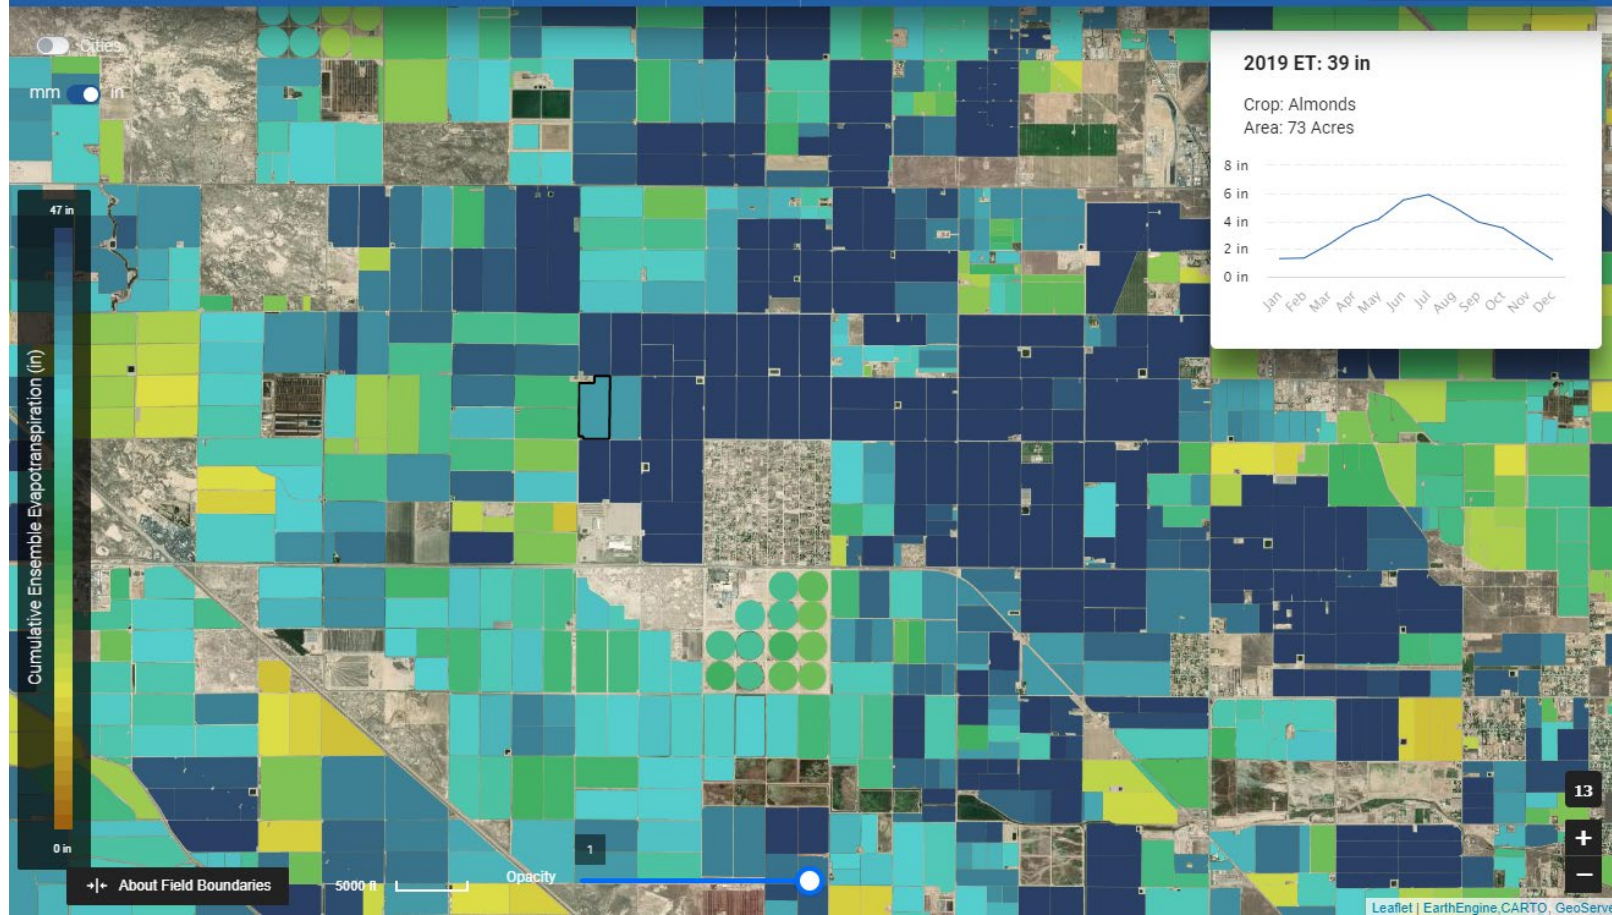 Cities
mm in
47 in
Cumulative Ensemble Evapotranspiration (in)
0 in
About Field Boundaries
5000 ft
Opacity
1
2019 ET: 39 in
Crop: Almonds
Area: 73 Acres
8 in
6 in
4 in
2 in
0 in
Jan Feb Mar Apr May Jun Jul Aug Sep Oct Nov Dec
13
+
−
Leaflet | EarthEngine,CARTO, GeoServe